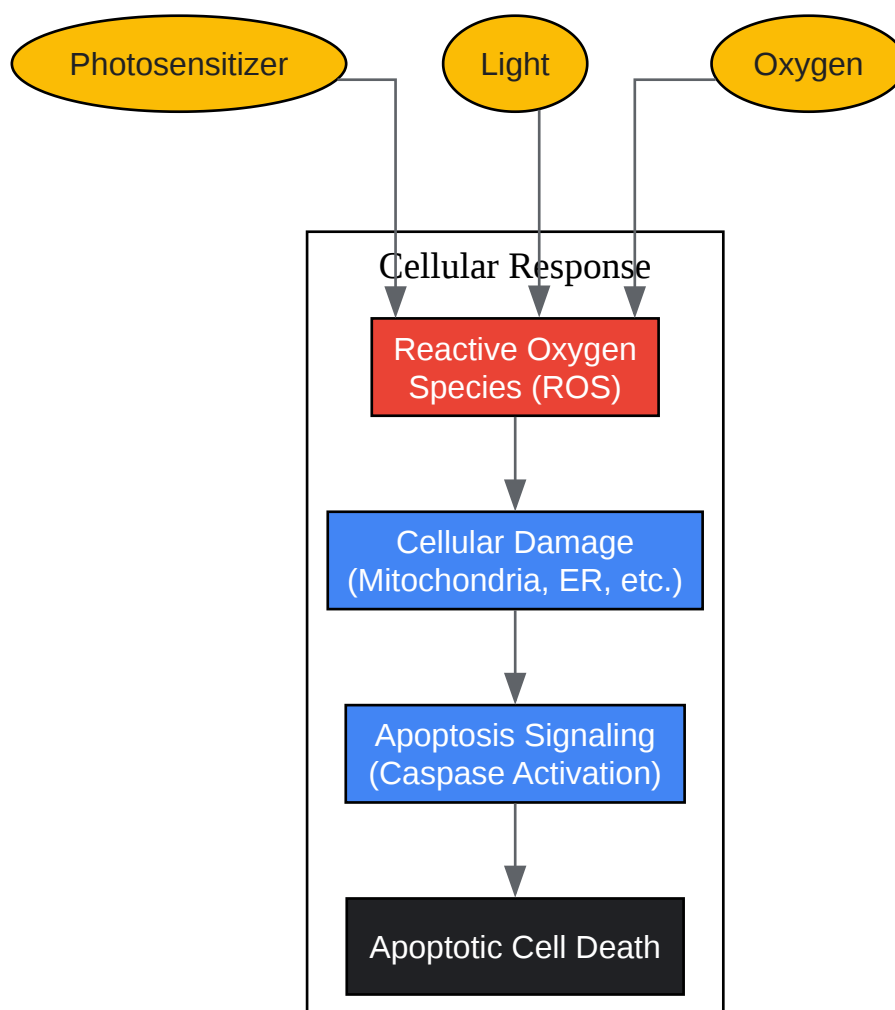 Photosensitizer
Light
Oxygen
Cellular Response
Reactive Oxygen
Species (ROS)
Cellular Damage
(Mitochondria, ER, etc.)
Apoptosis Signaling
(Caspase Activation)
Apoptotic Cell Death